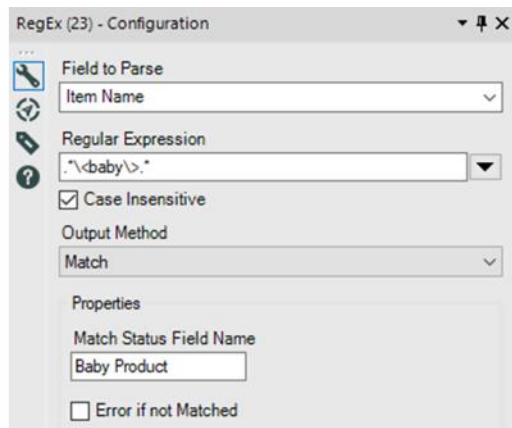 RegEx (23) - Configuration
Field to Parse
Item Name
Regular Expression
.*\<baby\>.*
Case Insensitive
Output Method
Match
Properties
Match Status Field Name
Baby Product
Error if not Matched